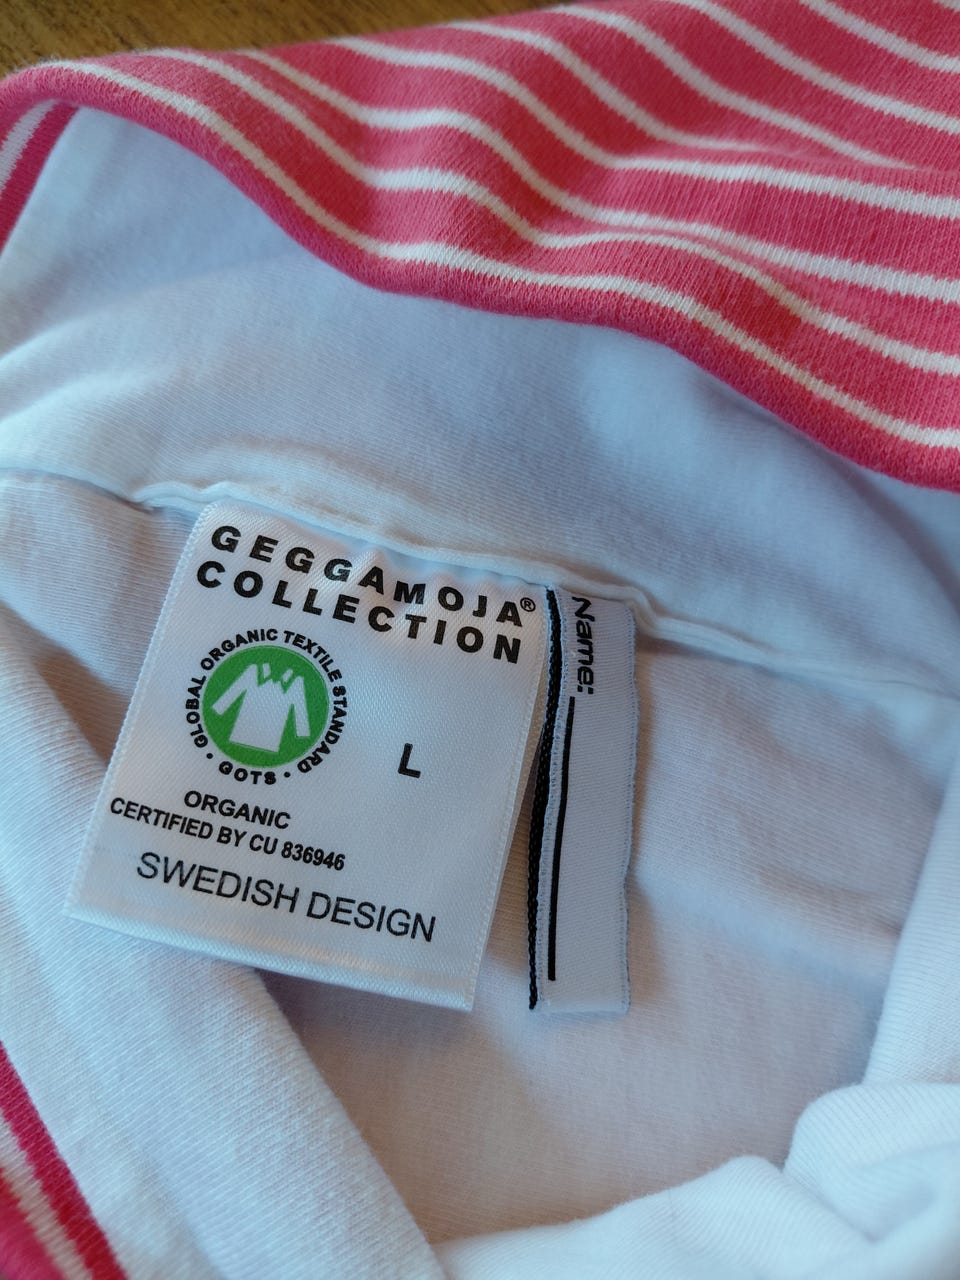 GEGGAMOJA®
COLLECTION
· GLOBAL ORGANIC TEXTILE STANDARD ·
GOTS
L
ORGANIC
CERTIFIED BY CU 836946
SWEDISH DESIGN
Name: